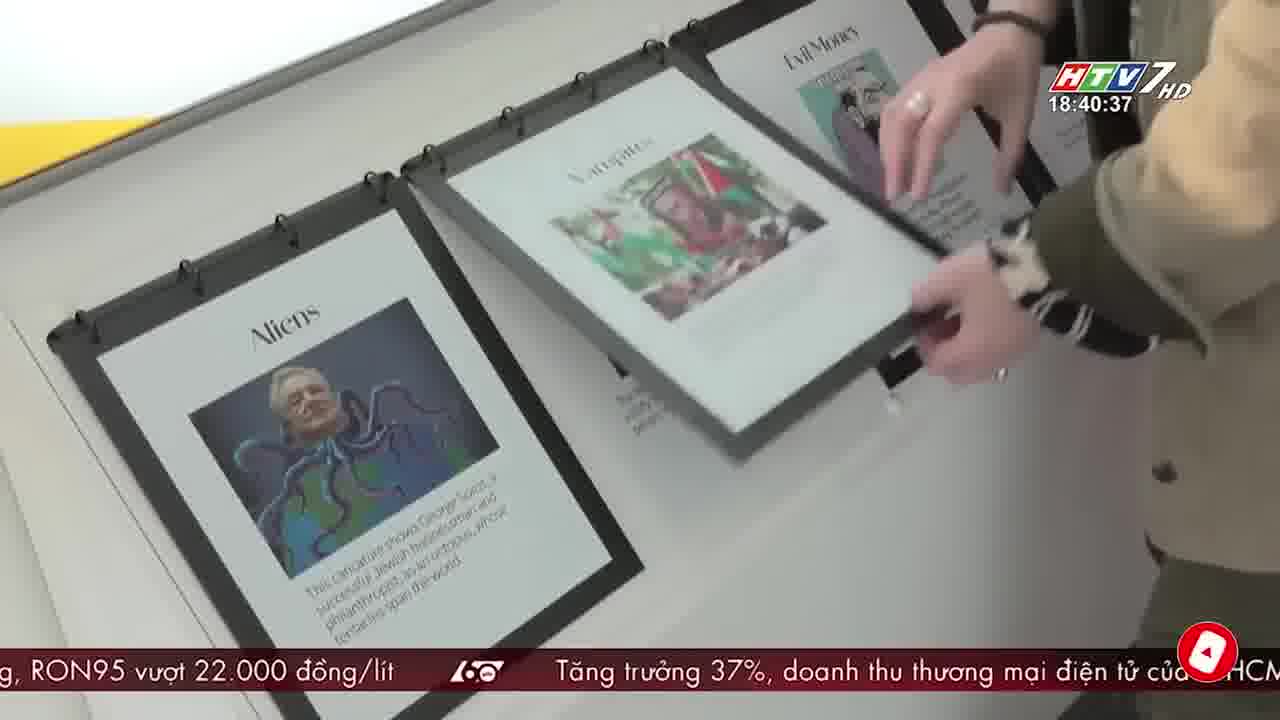 Evil Money
HTV7 HD
18:40:37
Aliens
This caricature shows George Soros, a
successful Jewish businessman and
philanthropist, as an octopus, whose
tentacles span the world.
g, RON95 vượt 22.000 đồng/lít
60
Tăng trưởng 37%, doanh thu thương mại điện tử của
HCM